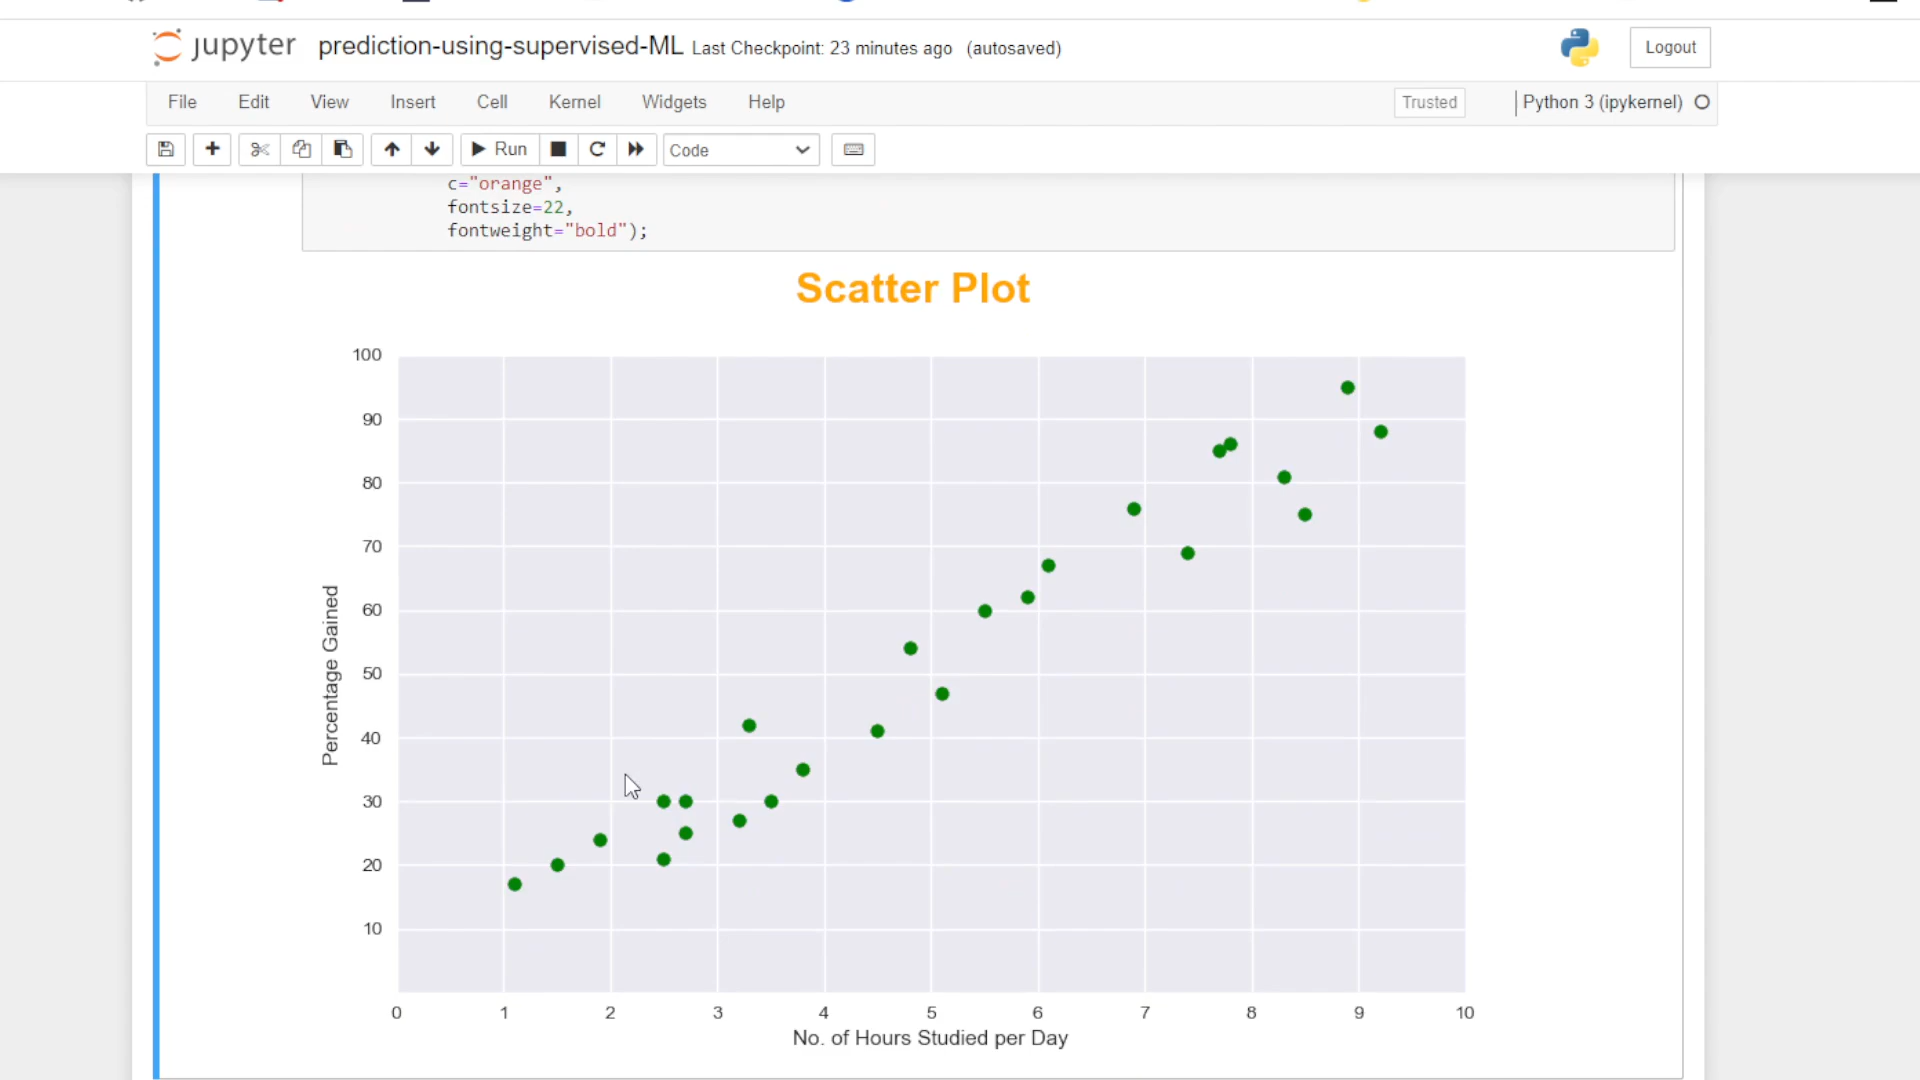 jupyter prediction-using-supervised-ML Last Checkpoint: 23 minutes ago (autosaved) Logout
File Edit View Insert Cell Kernel Widgets Help Trusted Python 3 (ipykernel)
Run Code
c="orange",
fontsize=22,
fontweight="bold");
Scatter Plot
100
90
80
70
60
50
40
30
20
10
Percentage Gained
0 1 2 3 4 5 6 7 8 9 10
No. of Hours Studied per Day